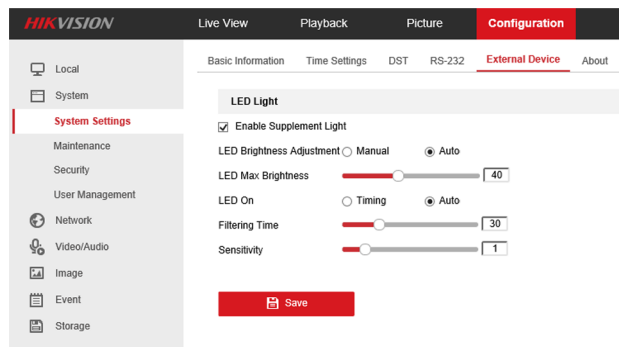 HIKVISION Live View Playback Picture Configuration
Basic Information Time Settings DST RS-232 External Device About
Local
System
System Settings
Maintenance
Security
User Management
Network
Video/Audio
Image
Event
Storage
LED Light
Enable Supplement Light
LED Brightness Adjustment Manual Auto
LED Max Brightness 40
LED On Timing Auto
Filtering Time 30
Sensitivity 1
Save